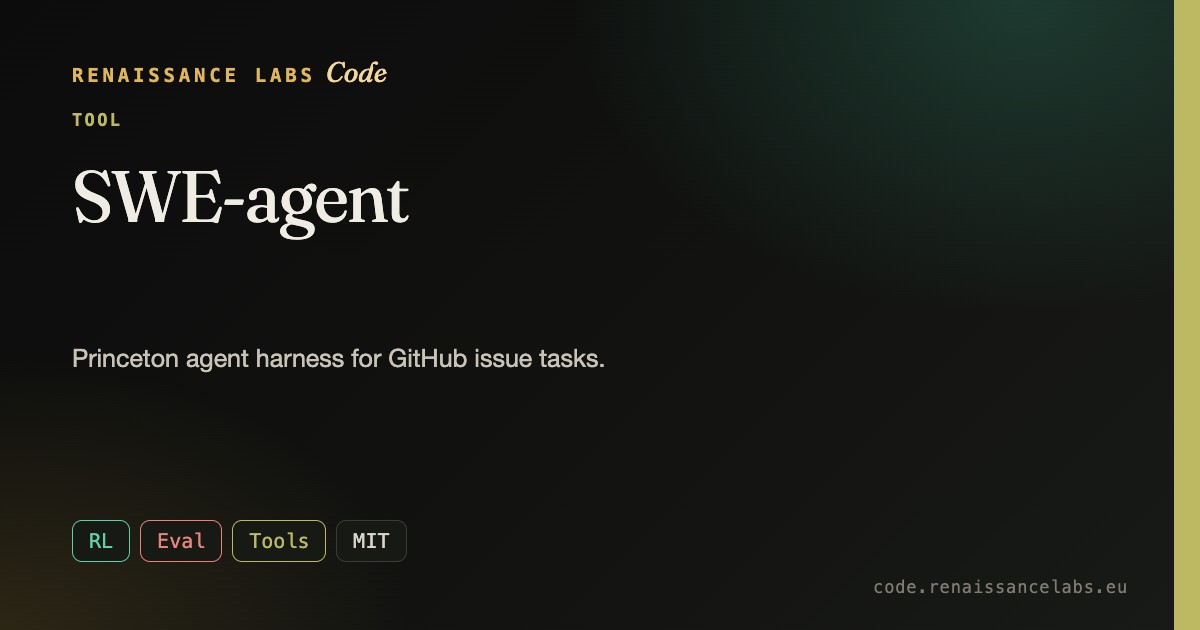 RENAISSANCE LABS Code
TOOL
SWE-agent
Princeton agent harness for GitHub issue tasks.
RL Eval Tools MIT
code.renaissancelabs.eu